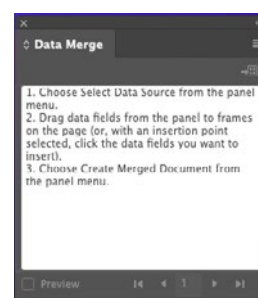 Data Merge
1. Choose Select Data Source from the panel
menu.
2. Drag data fields from the panel to frames
on the page (or, with an insertion point
selected, click the data fields you want to
insert).
3. Choose Create Merged Document from
the panel menu.
Preview
1